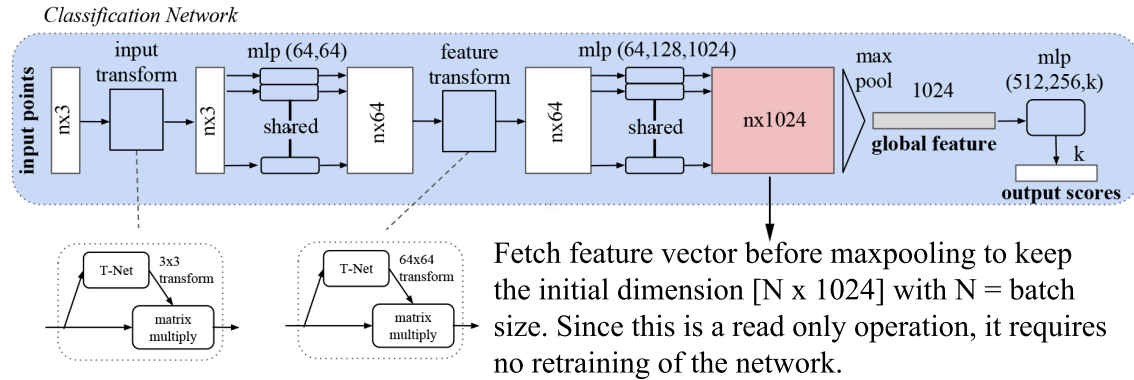 Classification Network
input points
nx3
input
transform
nx3
mlp (64,64)
shared
nx64
feature
transform
nx64
mlp (64,128,1024)
shared
nx1024
max
pool
1024
global feature
mlp
(512,256,k)
k
output scores
T-Net
3x3
transform
matrix
multiply
T-Net
64x64
transform
matrix
multiply
Fetch feature vector before maxpooling to keep
the initial dimension [N x 1024] with N = batch
size. Since this is a read only operation, it requires
no retraining of the network.